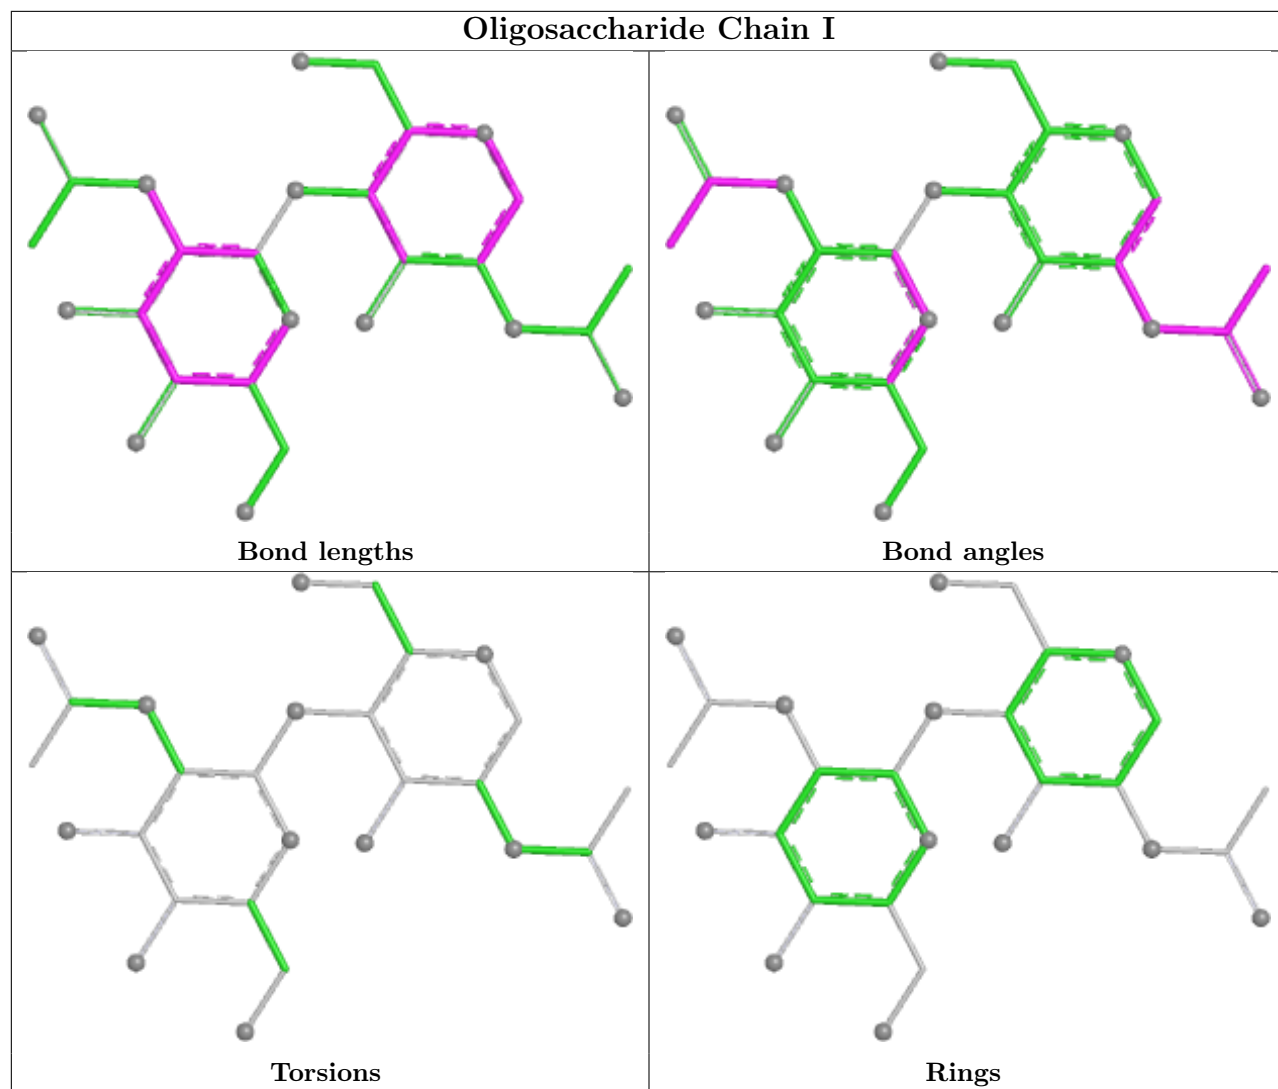 Oligosaccharide Chain I
Bond lengths
Bond angles
Torsions
Rings